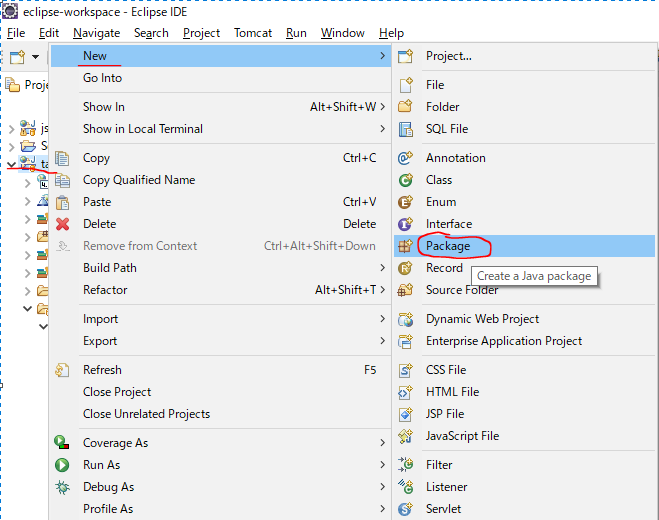 eclipse-workspace - Eclipse IDE
File Edit Navigate Search Project Tomcat Run Window Help
New
Go Into
Show In Alt+Shift+W
Show in Local Terminal
Copy Ctrl+C
Copy Qualified Name
Paste Ctrl+V
Delete Delete
Remove from Context Ctrl+Alt+Shift+Down
Build Path
Refactor Alt+Shift+T
Import
Export
Refresh F5
Close Project
Close Unrelated Projects
Coverage As
Run As
Debug As
Profile As
Project...
File
Folder
SQL File
Annotation
Class
Enum
Interface
Package
Record
Create a Java package
Source Folder
Dynamic Web Project
Enterprise Application Project
CSS File
HTML File
JSP File
JavaScript File
Filter
Listener
Servlet